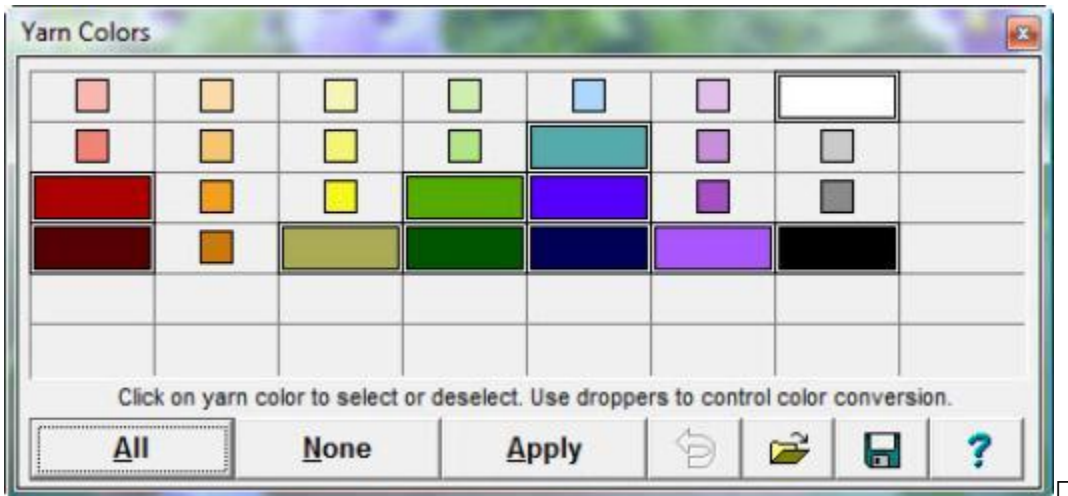 Yarn Colors
Click on yarn color to select or deselect. Use droppers to control color conversion.
All None Apply ?